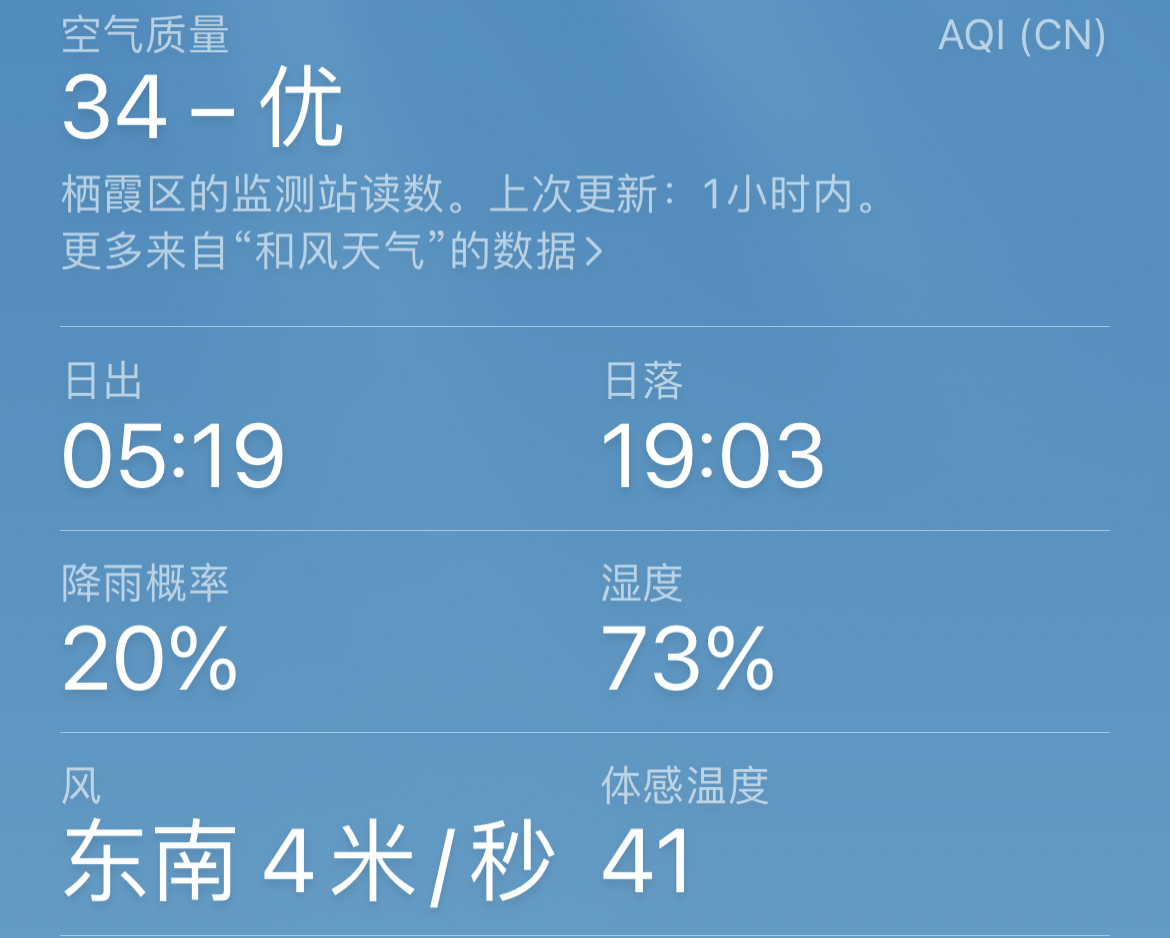 空气质量 AQI (CN)
34 – 优
栖霞区的监测站读数。上次更新：1小时内。
更多来自“和风天气”的数据>
日出 日落
05:19 19:03
降雨概率 湿度
20% 73%
风 体感温度
东南 4米/秒 41